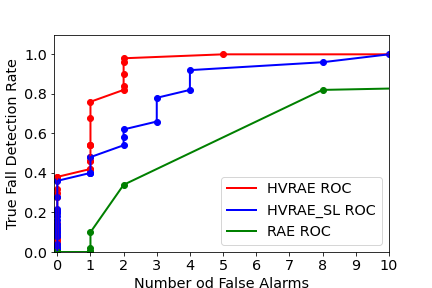 1.0
0.8
0.6
0.4
0.2
0.0
True Fall Detection Rate
HVRAE ROC
HVRAE_SL ROC
RAE ROC
0 1 2 3 4 5 6 7 8 9 10
Number od False Alarms